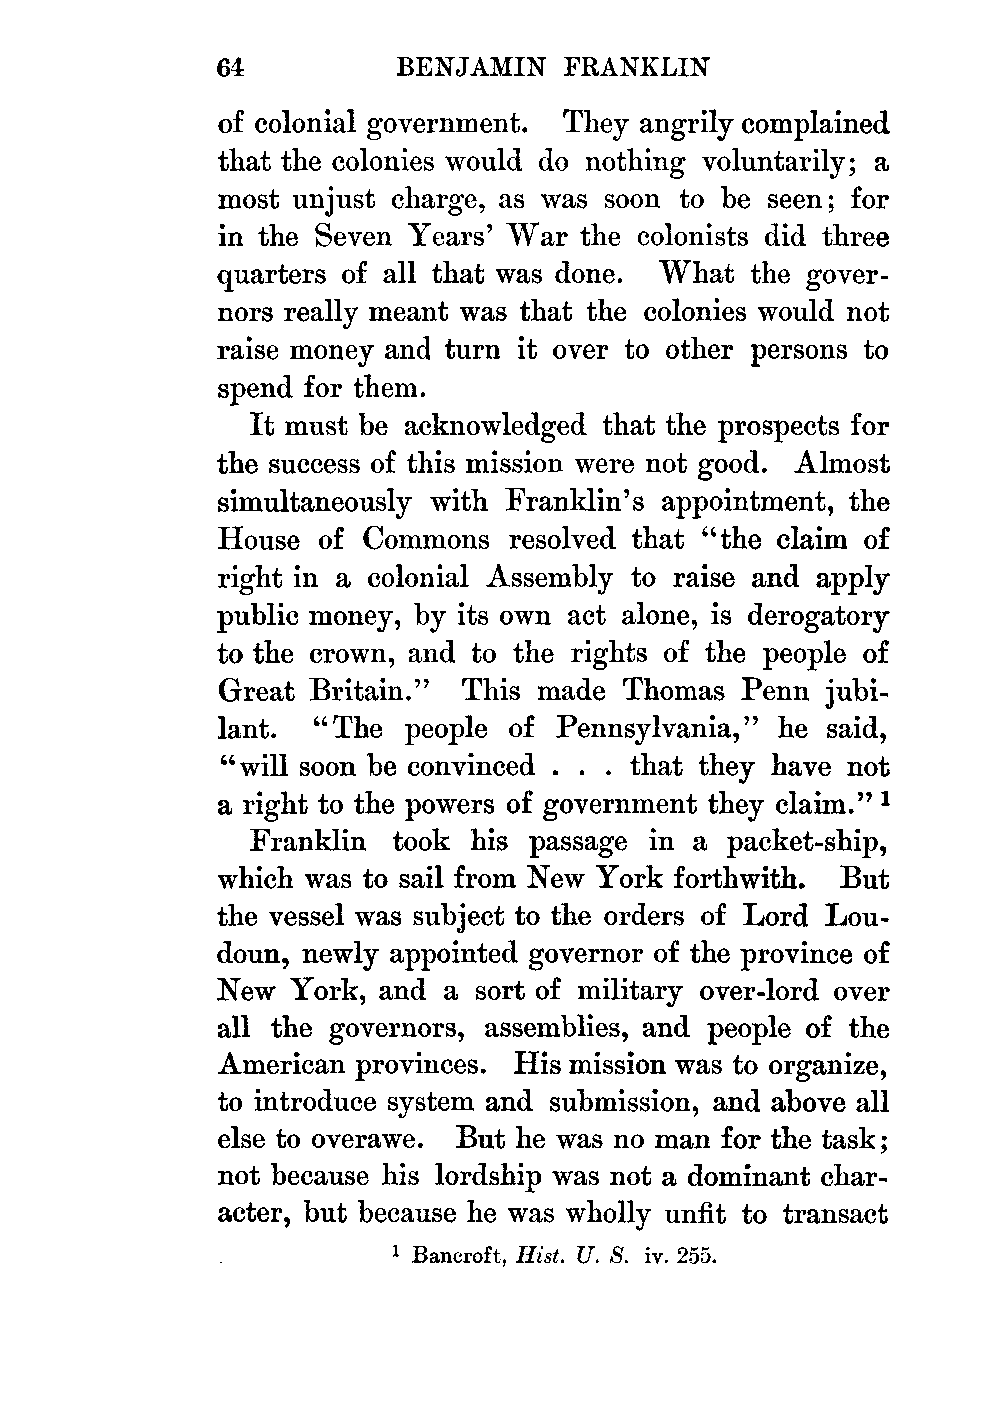 64 BENJAMIN FRANKLIN
of colonial government. They angrily complained
that the colonies would do nothing voluntarily; a
most unjust charge, as was soon to be seen; for
in the Seven Years’ War the colonists did three
quarters of all that was done. What the gover-
nors really meant was that the colonies would not
raise money and turn it over to other persons to
spend for them.
It must be acknowledged that the prospects for
the success of this mission were not good. Almost
simultaneously with Franklin’s appointment, the
House of Commons resolved that “the claim of
right in a colonial Assembly to raise and apply
public money, by its own act alone, is derogatory
to the crown, and to the rights of the people of
Great Britain.” This made Thomas Penn jubi-
lant. “The people of Pennsylvania,” he said,
“will soon be convinced . . . that they have not
a right to the powers of government they claim.” ¹
Franklin took his passage in a packet-ship,
which was to sail from New York forthwith. But
the vessel was subject to the orders of Lord Lou-
doun, newly appointed governor of the province of
New York, and a sort of military over-lord over
all the governors, assemblies, and people of the
American provinces. His mission was to organize,
to introduce system and submission, and above all
else to overawe. But he was no man for the task;
not because his lordship was not a dominant char-
acter, but because he was wholly unfit to transact
¹ Bancroft, Hist. U. S. iv. 255.